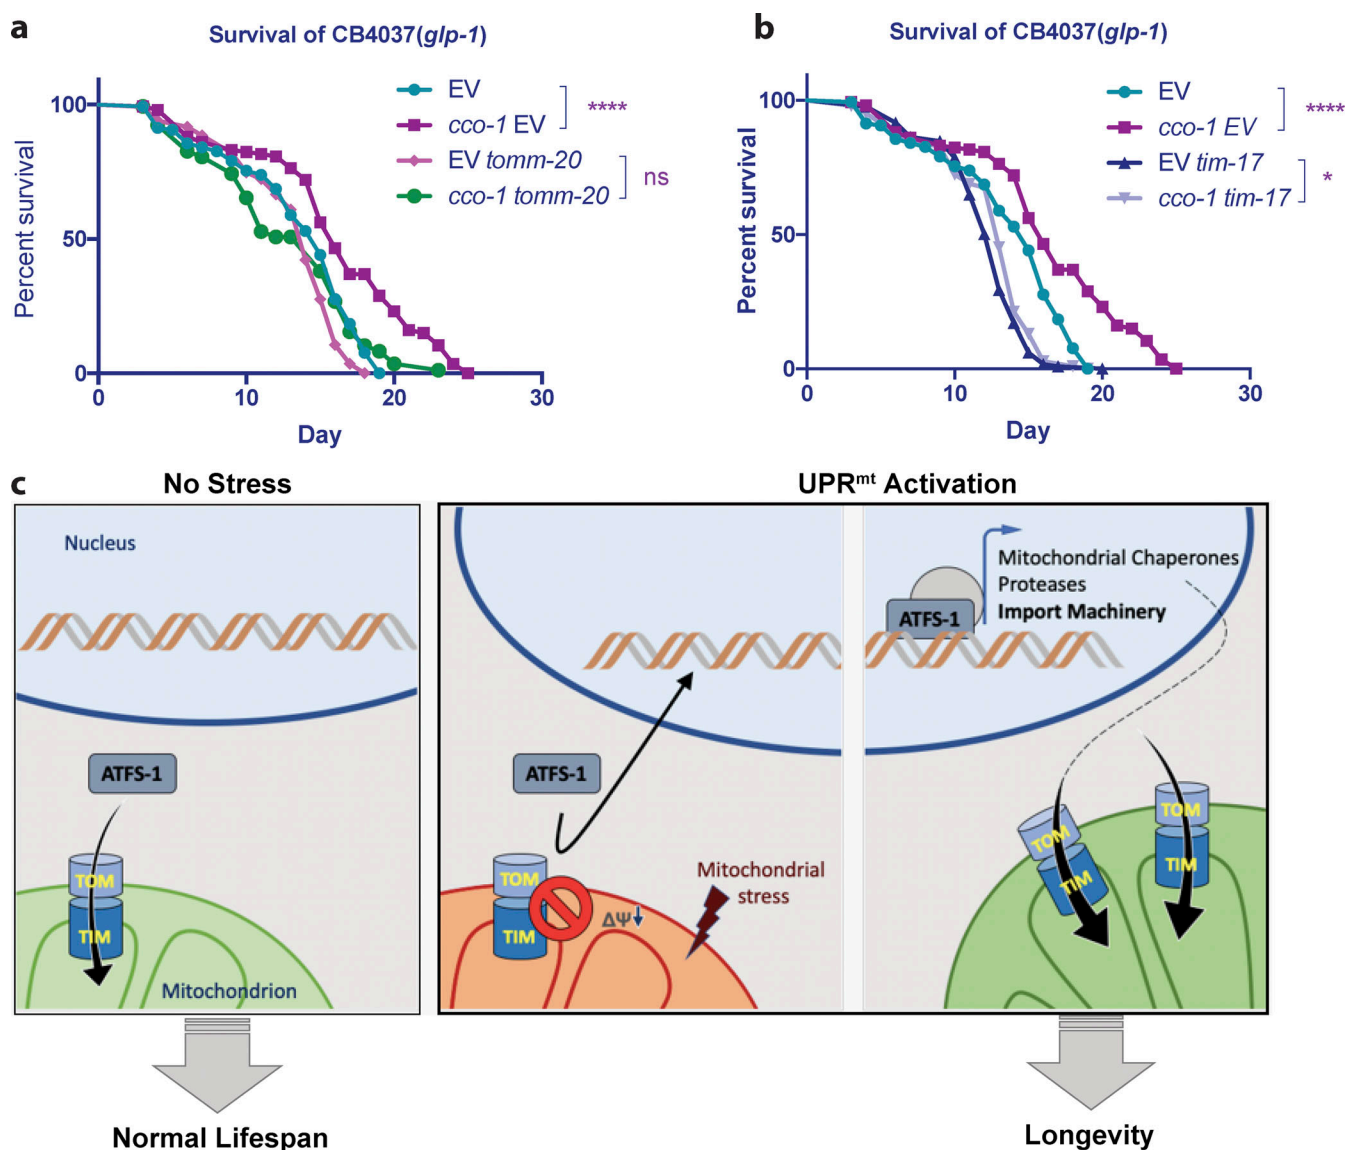 a
Survival of CB4037(glp-1)
EV
cco-1 EV
EV tomm-20
cco-1 tomm-20
****
ns
Percent survival
100
50
0
0
10
20
30
Day
b
Survival of CB4037(glp-1)
EV
cco-1 EV
EV tim-17
cco-1 tim-17
****
*
Percent survival
100
50
0
0
10
20
30
Day
c
No Stress
UPRmt Activation
Nucleus
ATFS-1
TOM
TIM
Mitochondrion
ATFS-1
TOM
TIM
ΔΨ
Mitochondrial
stress
Mitochondrial Chaperones
Proteases
Import Machinery
ATFS-1
TOM
TIM
TOM
TIM
Normal Lifespan
Longevity